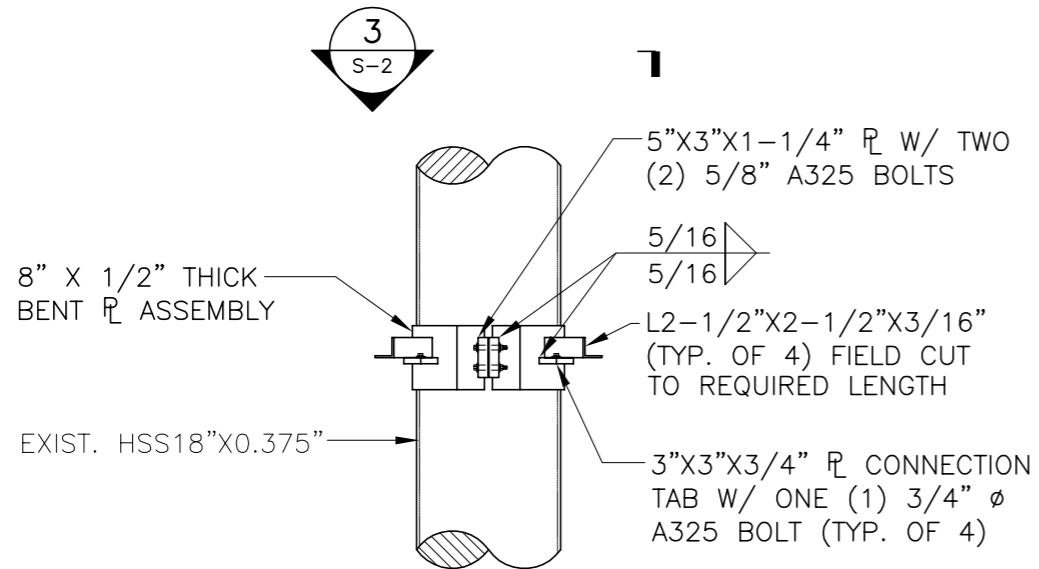 3
S-2
5"X3"X1-1/4" ⅊ W/ TWO
(2) 5/8" A325 BOLTS
5/16
5/16
8" X 1/2" THICK
BENT ⅊ ASSEMBLY
L2-1/2"X2-1/2"X3/16"
(TYP. OF 4) FIELD CUT
TO REQUIRED LENGTH
EXIST. HSS18"X0.375"
3"X3"X3/4" ⅊ CONNECTION
TAB W/ ONE (1) 3/4" ø
A325 BOLT (TYP. OF 4)